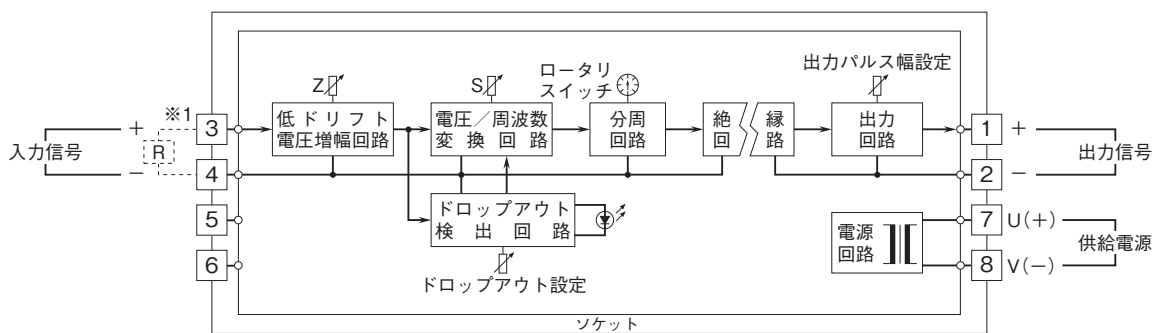 出力パルス幅設定
ロータリ
スイッチ
Z
S
※1
3
+
入力信号
R
−
4
5
6
低ドリフト
電圧増幅回路
電圧／周波数
変換回路
分周
回路
絶縁
回路
出力
回路
1
+
出力信号
2
−
ドロップアウト
検出回路
ドロップアウト設定
電源
回路
7
U(+)
供給電源
8
V(−)
ソケット